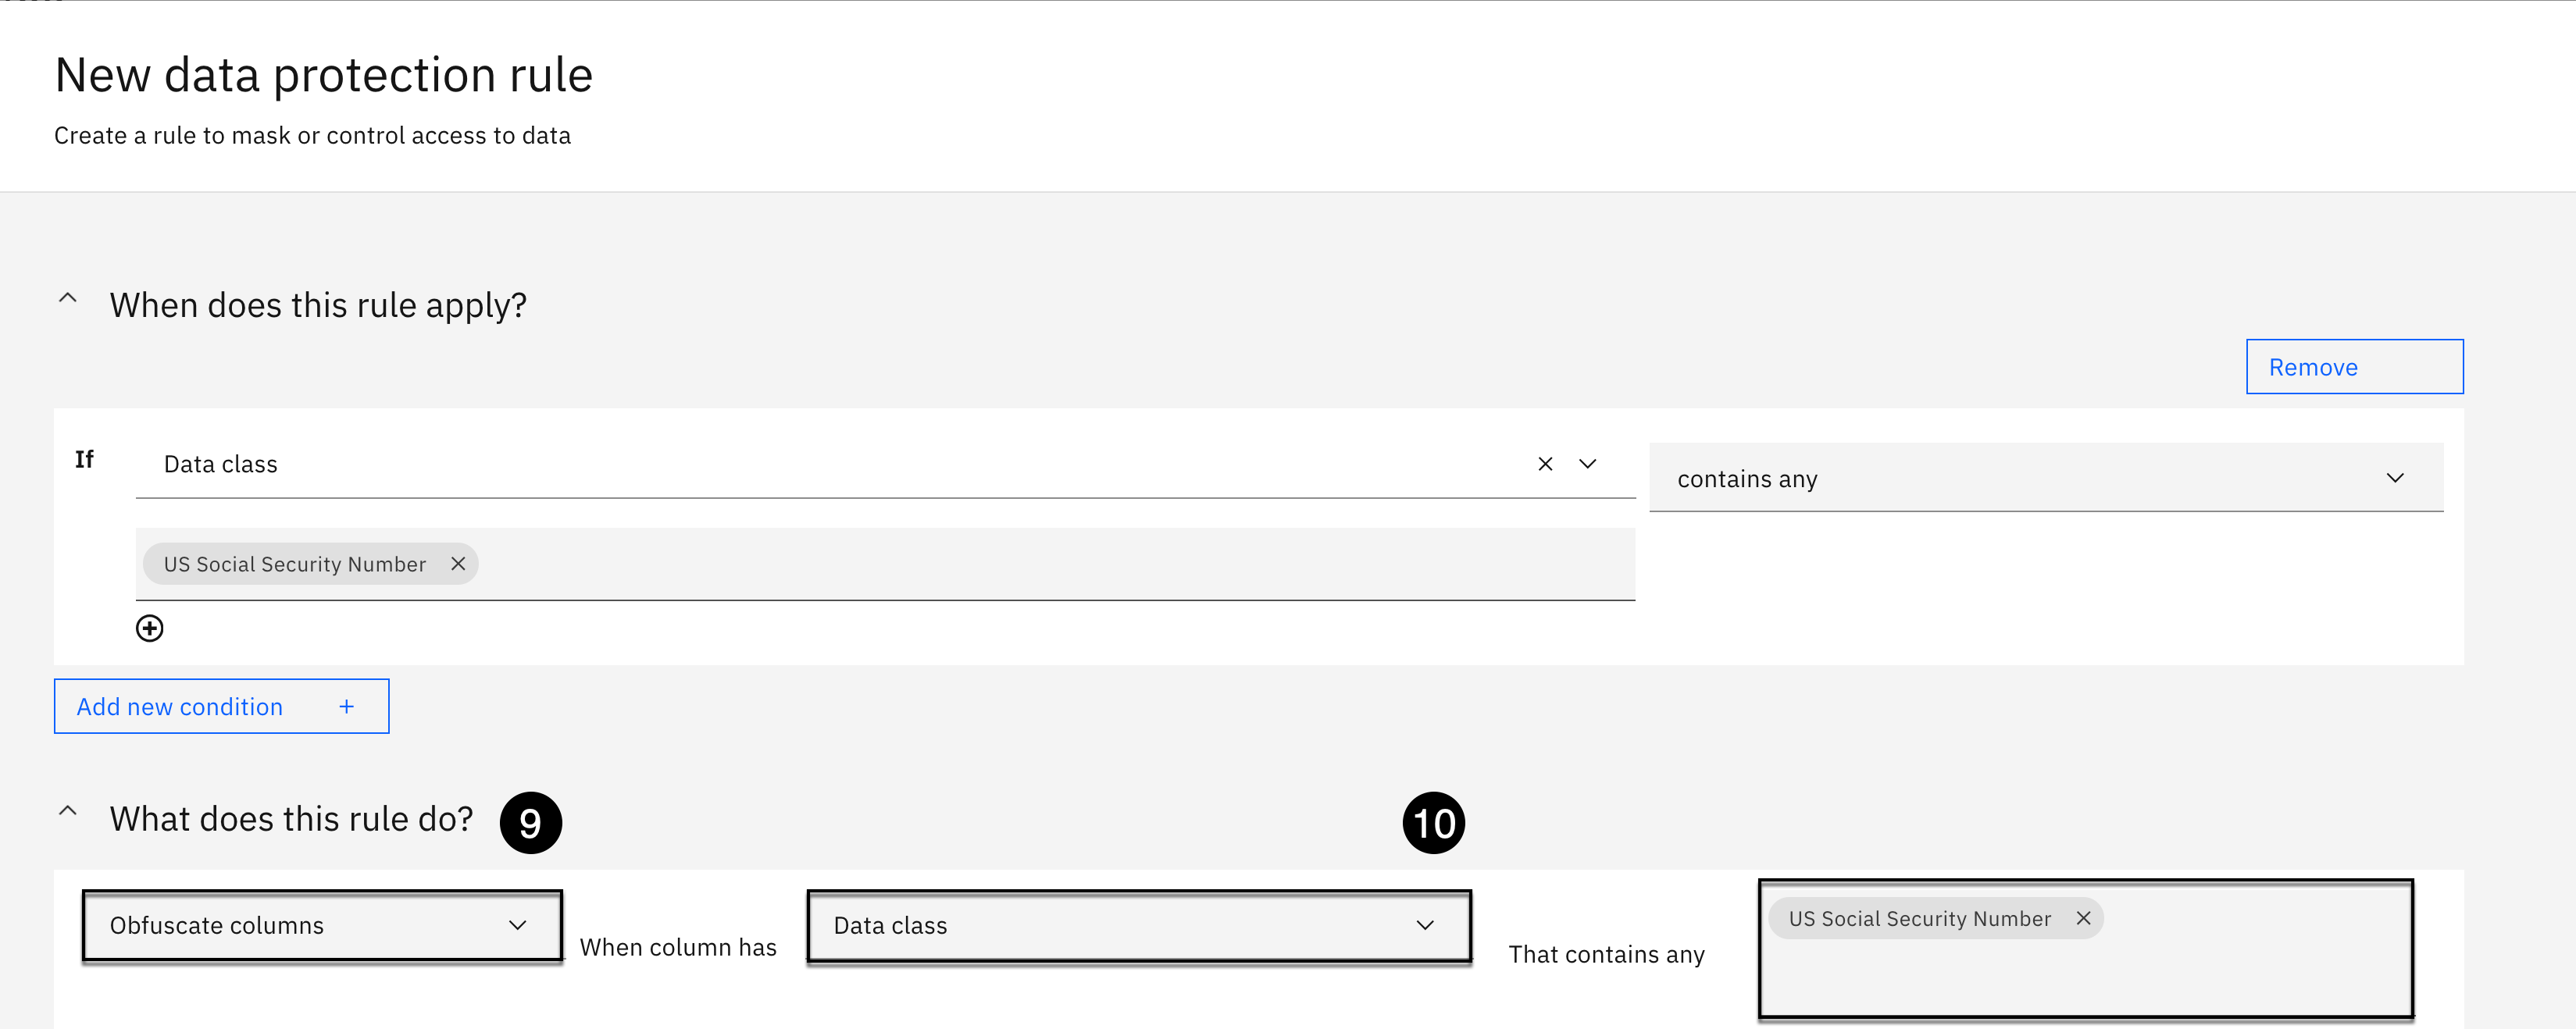 New data protection rule
Create a rule to mask or control access to data
When does this rule apply?
Remove
If
Data class
contains any
US Social Security Number
Add new condition +
What does this rule do?
9
10
Obfuscate columns
When column has
Data class
That contains any
US Social Security Number